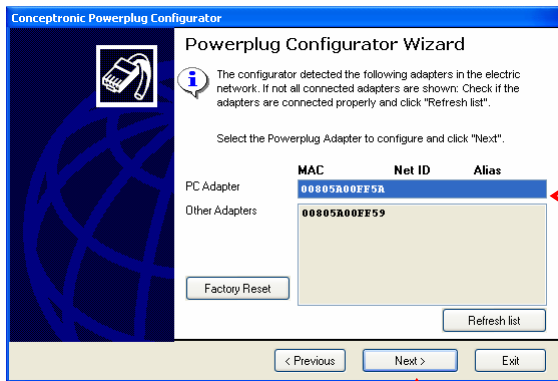 Conceptronic Powerplug Configurator
Powerplug Configurator Wizard
The configurator detected the following adapters in the electric
network. If not all connected adapters are shown: Check if the
adapters are connected properly and click "Refresh list".
Select the Powerplug Adapter to configure and click "Next".
MAC Net ID Alias
PC Adapter 00805A00FF5A
Other Adapters 00805A00FF59
Factory Reset
Refresh list
< Previous Next > Exit